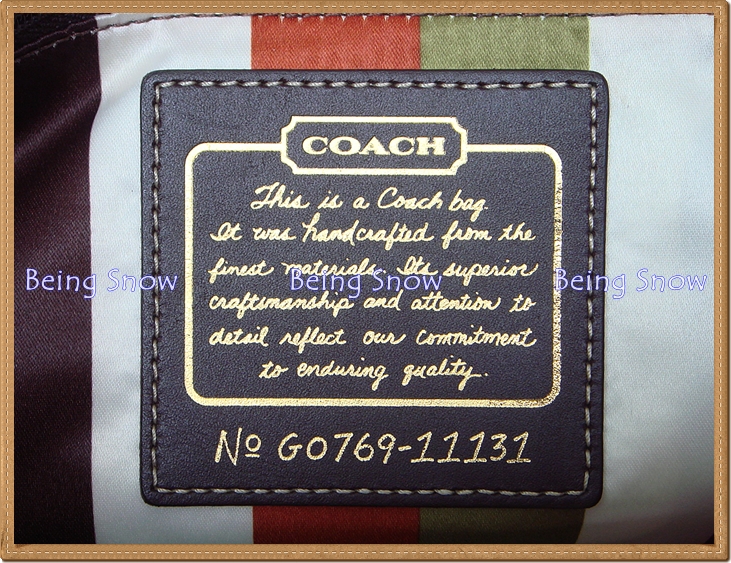 COACH
This is a Coach bag
It was handcrafted from the
finest materials. Its superior
craftsmanship and attention to
detail reflect our commitment
to enduring quality.
Nº G0769-11131
Being Snow Being Snow Being Snow